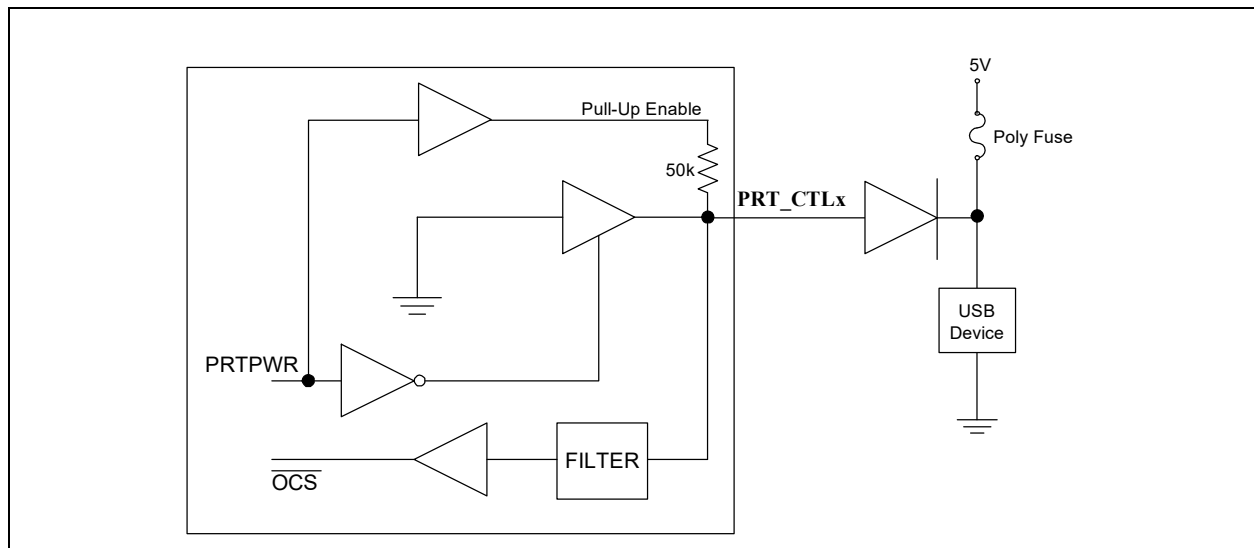 5V
Pull-Up Enable
Poly Fuse
50k
PRT_CTLx
USB
Device
PRTPWR
FILTER
OCS